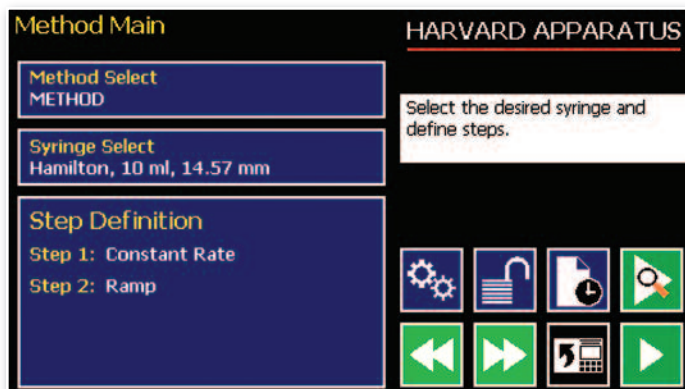 Method Main
Method Select
METHOD
Syringe Select
Hamilton, 10 ml, 14.57 mm
Step Definition
Step 1: Constant Rate
Step 2: Ramp
HARVARD APPARATUS
Select the desired syringe and
define steps.